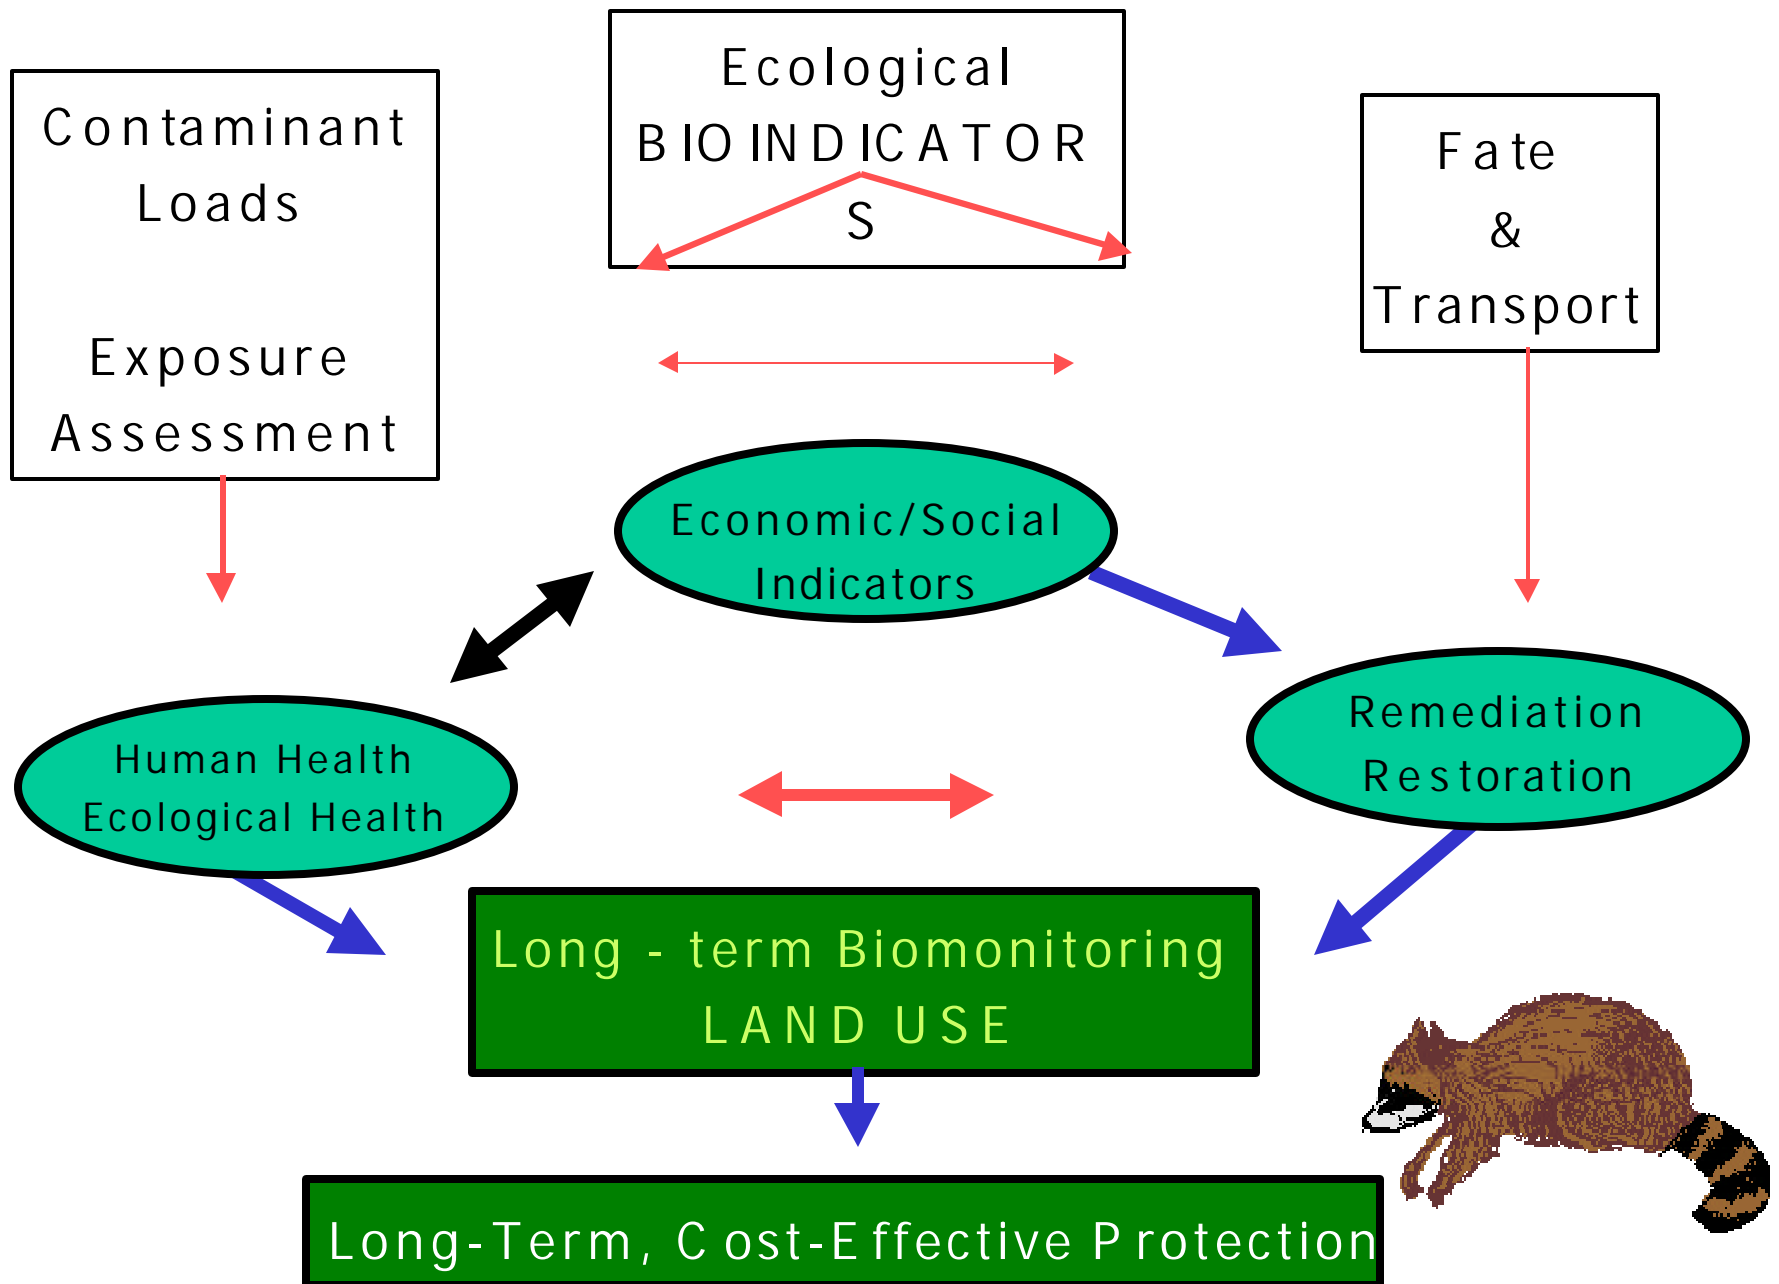 Contaminant
Loads
Exposure
Assessment
Ecological
BIOINDICATOR
S
Fate
&
Transport
Economic/Social
Indicators
Human Health
Ecological Health
Remediation
Restoration
Long - term Biomonitoring
LAND USE
Long-Term, Cost-Effective Protection